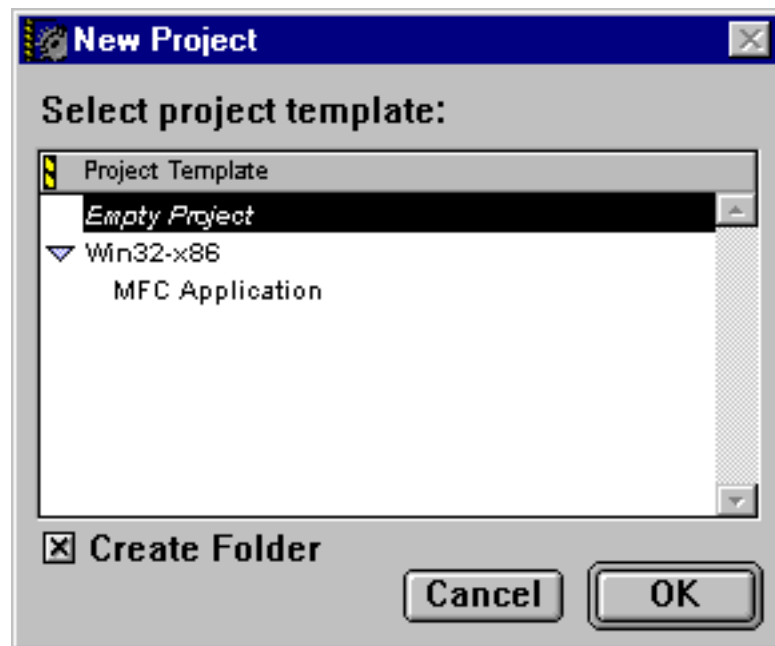 New Project
Select project template:
Project Template
Empty Project
Win32-x86
MFC Application
Create Folder
Cancel OK